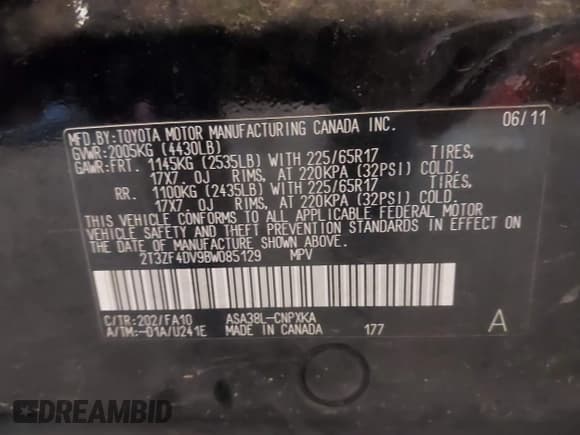 MFD.BY:TOYOTA MOTOR MANUFACTURING CANADA INC. 06/11
GVWR:2005KG (4430LB)
GAWR:FRT. 1145KG (2535LB) WITH 225/65R17 TIRES,
17X7. OJ RIMS, AT 220KPA (32PSI) COLD.
RR. 1100KG (2435LB) WITH 225/65R17 TIRES,
17X7. OJ RIMS, AT 220KPA (32PSI) COLD.
THIS VEHICLE CONFORMS TO ALL APPLICABLE FEDERAL MOTOR
VEHICLE SAFETY AND THEFT PREVENTION STANDARDS IN EFFECT ON
THE DATE OF MANUFACTURE SHOWN ABOVE.
2T3ZF4DV9BW085129 MPV
C/TR:202/FA10 ASA38L-CNPXKA
A/TM:-01A/U241E MADE IN CANADA 177 A
DREAMBID